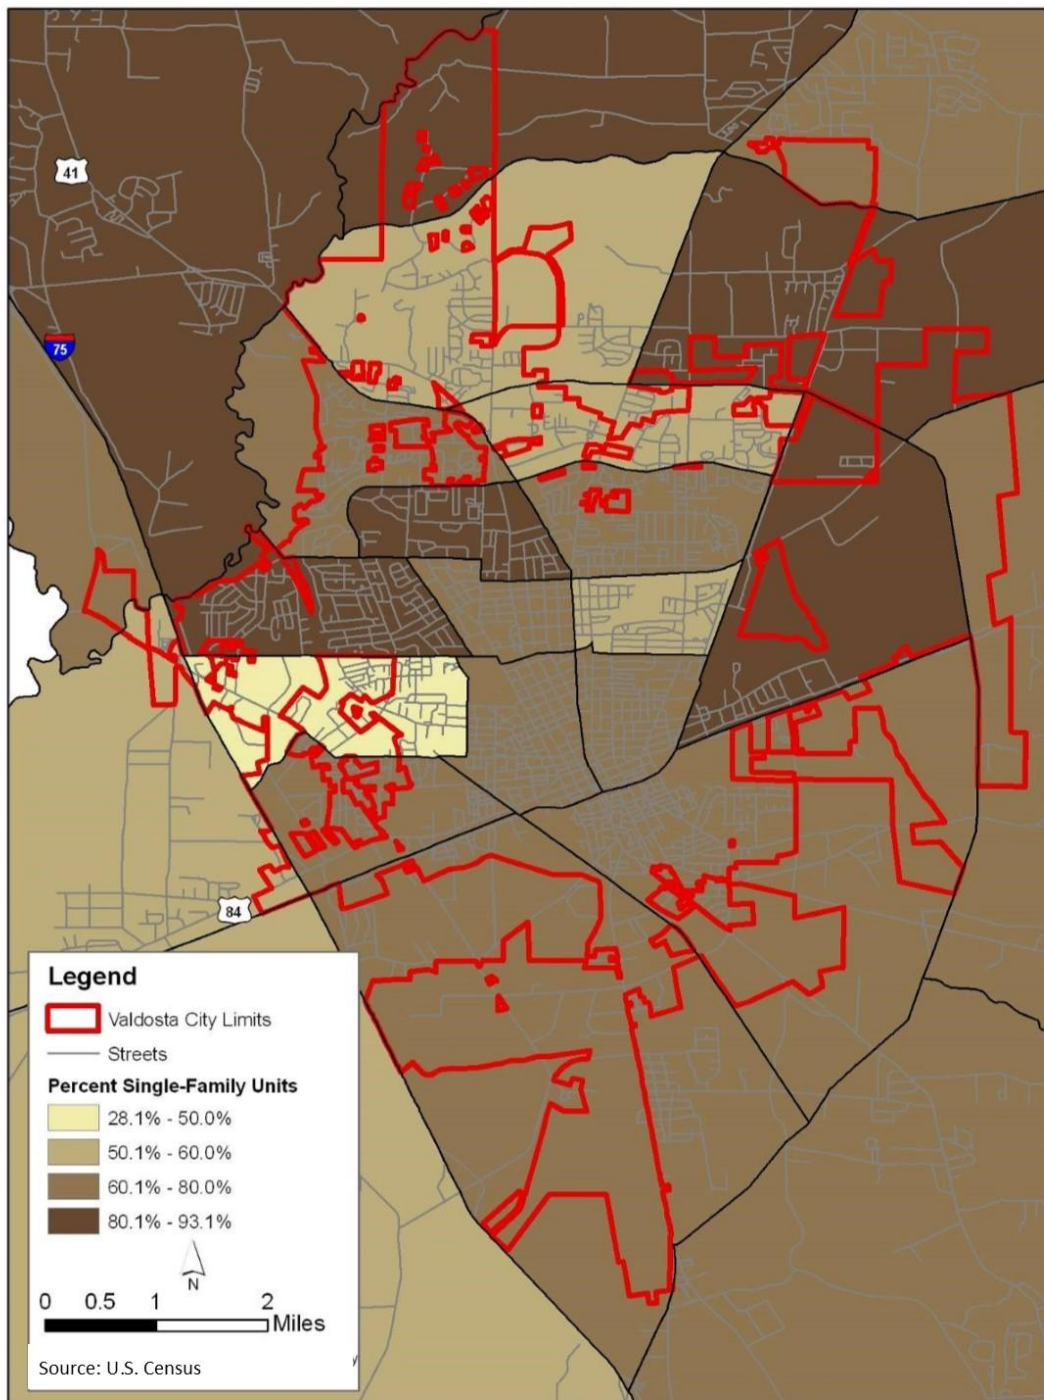 41
75
84
Legend
Valdosta City Limits
Streets
Percent Single-Family Units
28.1% - 50.0%
50.1% - 60.0%
60.1% - 80.0%
80.1% - 93.1%
N
0 0.5 1 2
Miles
Source: U.S. Census